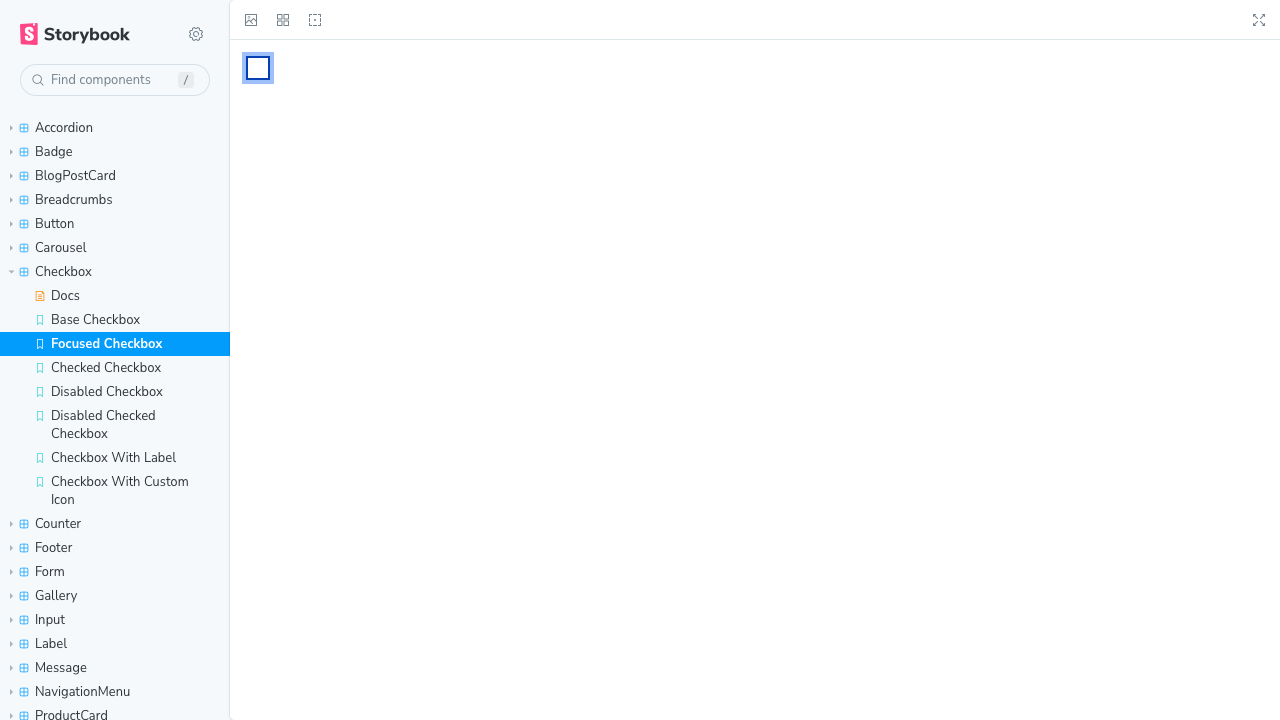 Storybook
Find components
/
Accordion
Badge
BlogPostCard
Breadcrumbs
Button
Carousel
Checkbox
Docs
Base Checkbox
Focused Checkbox
Checked Checkbox
Disabled Checkbox
Disabled Checked
Checkbox
Checkbox With Label
Checkbox With Custom
Icon
Counter
Footer
Form
Gallery
Input
Label
Message
NavigationMenu
ProductCard